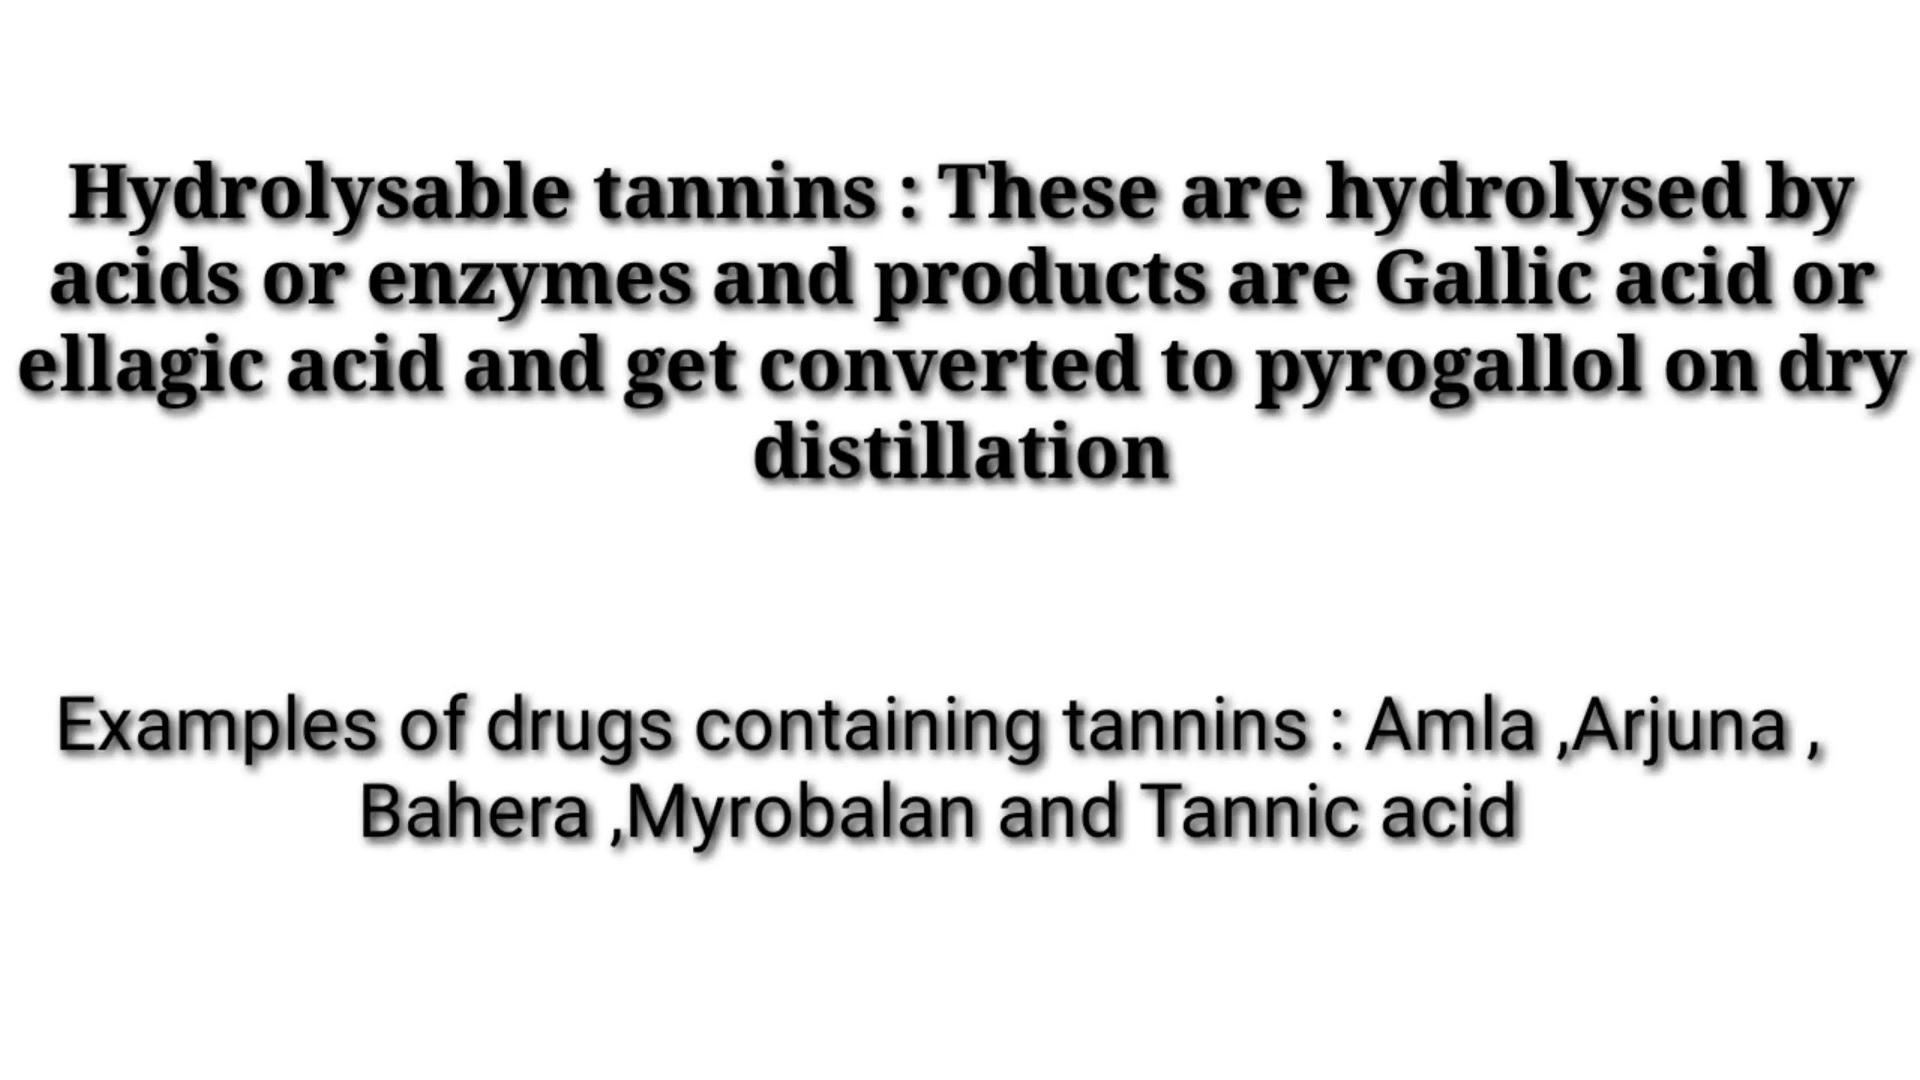 Hydrolysable tannins : These are hydrolysed by
acids or enzymes and products are Gallic acid or
ellagic acid and get converted to pyrogallol on dry
distillation
Examples of drugs containing tannins : Amla ,Arjuna ,
Bahera ,Myrobalan and Tannic acid